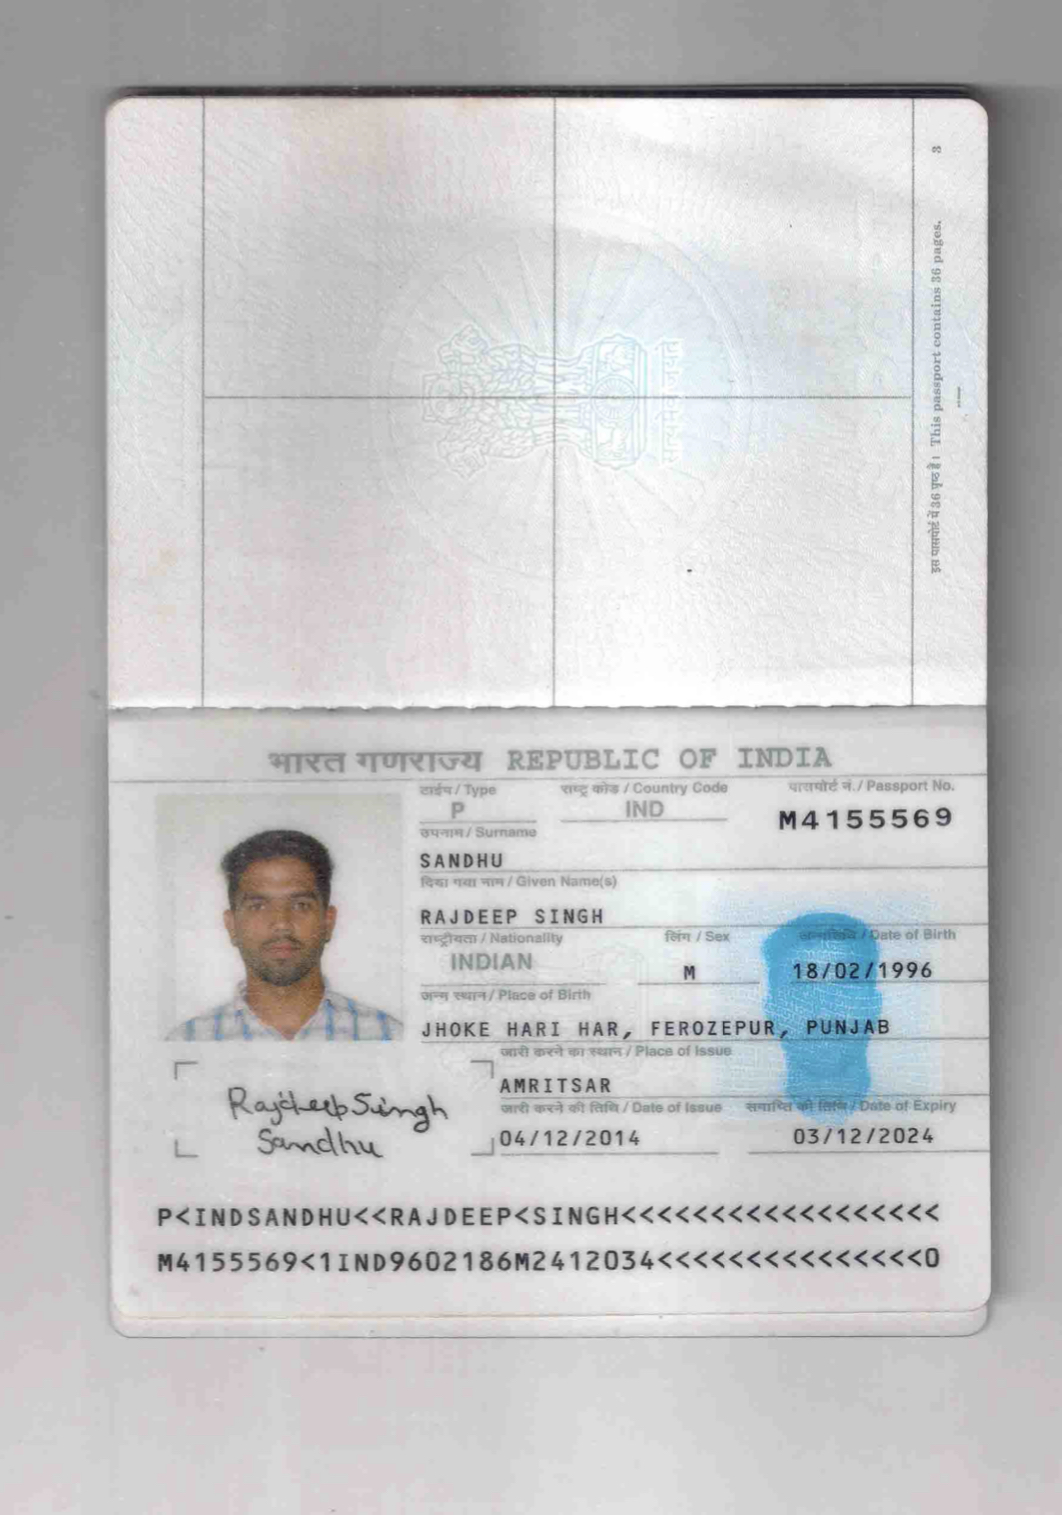 3
इस पासपोर्ट में 36 पृष्ठ है। This passport contains 36 pages.
भारत गणराज्य REPUBLIC OF INDIA
टाईप / Type
राष्ट्र कोड / Country Code
पासपोर्ट नं. / Passport No.
P
IND
M4155569
उपनाम / Surname
SANDHU
दिया गया नाम / Given Name(s)
RAJDEEP SINGH
राष्ट्रीयता / Nationality
लिंग / Sex
जन्मतिथि / Date of Birth
INDIAN
M
18/02/1996
जन्म स्थान / Place of Birth
JHOKE HARI HAR, FEROZEPUR, PUNJAB
जारी करने का स्थान / Place of Issue
AMRITSAR
जारी करने की तिथि / Date of Issue
समाप्ति की तिथि / Date of Expiry
04/12/2014
03/12/2024
Rajdeep Singh
Sandhu
P<INDSANDHU<<RAJDEEP<SINGH<<<<<<<<<<<<<<<<<<
M4155569<1IND9602186M2412034<<<<<<<<<<<<<<<0